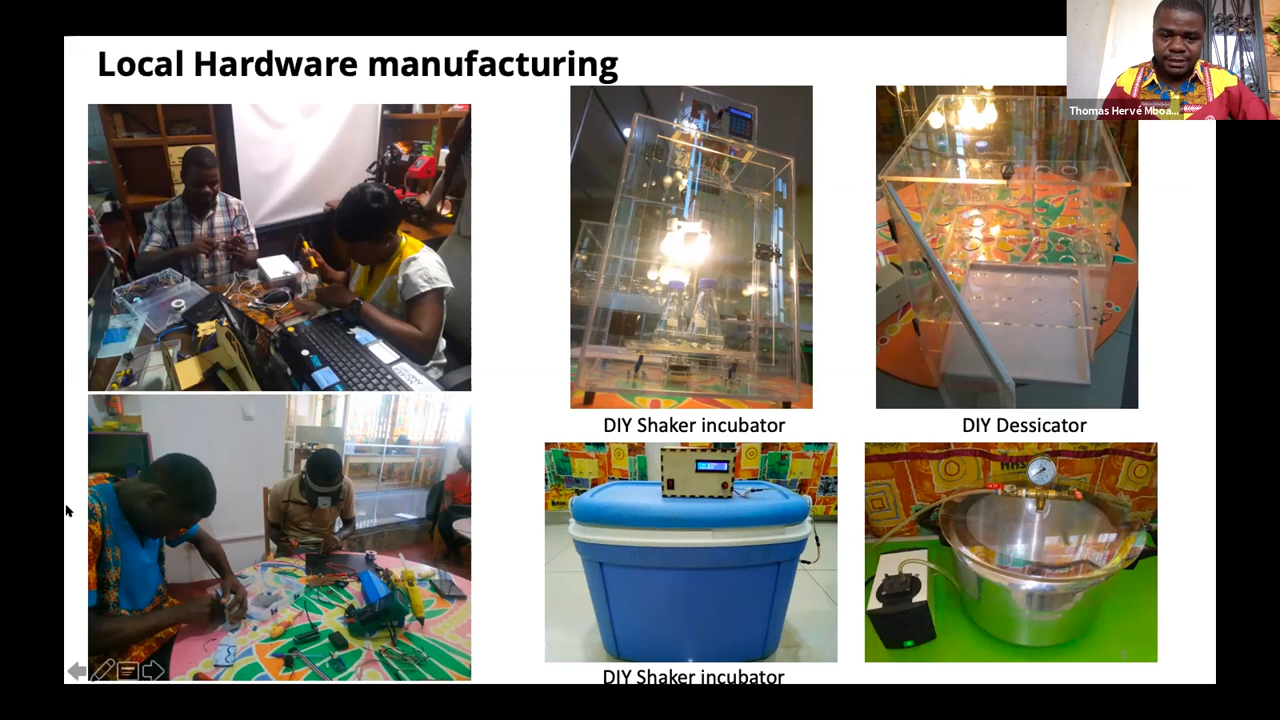 Local Hardware manufacturing
Thomas Hervé Mboa...
DIY Shaker incubator
DIY Dessicator
DIY Shaker incubator